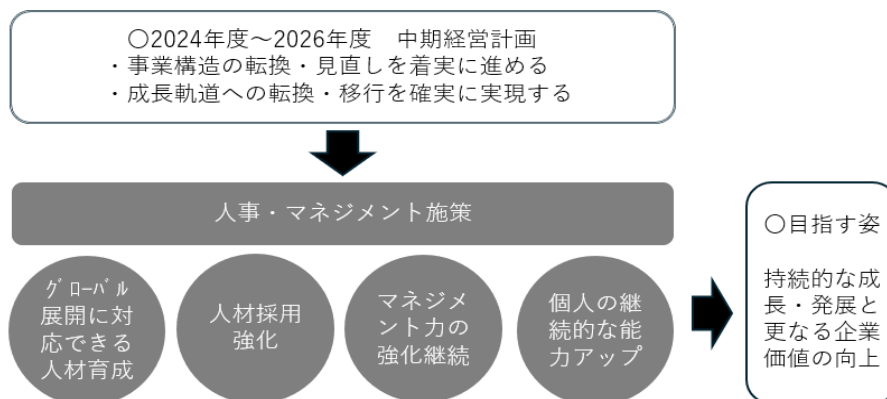 ○2024年度～2026年度　中期経営計画
・事業構造の転換・見直しを着実に進める
・成長軌道への転換・移行を確実に実現する
人事・マネジメント施策
ｸﾞﾛｰﾊﾞﾙ
展開に対
応できる
人材育成
人材採用
強化
マネジメ
ント力の
強化継続
個人の継
続的な能
力アップ
○目指す姿
持続的な成
長・発展と
更なる企業
価値の向上